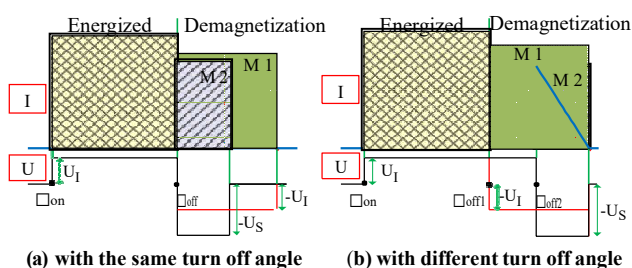 Energized Demagnetization
M 1
M 2
I
U
U_I
□on
□off
-U_I
-U_S
(a) with the same turn off angle
Energized Demagnetization
M 1
M 2
I
U
U_I
□on
□off1
-U_I
□off2
-U_S
(b) with different turn off angle